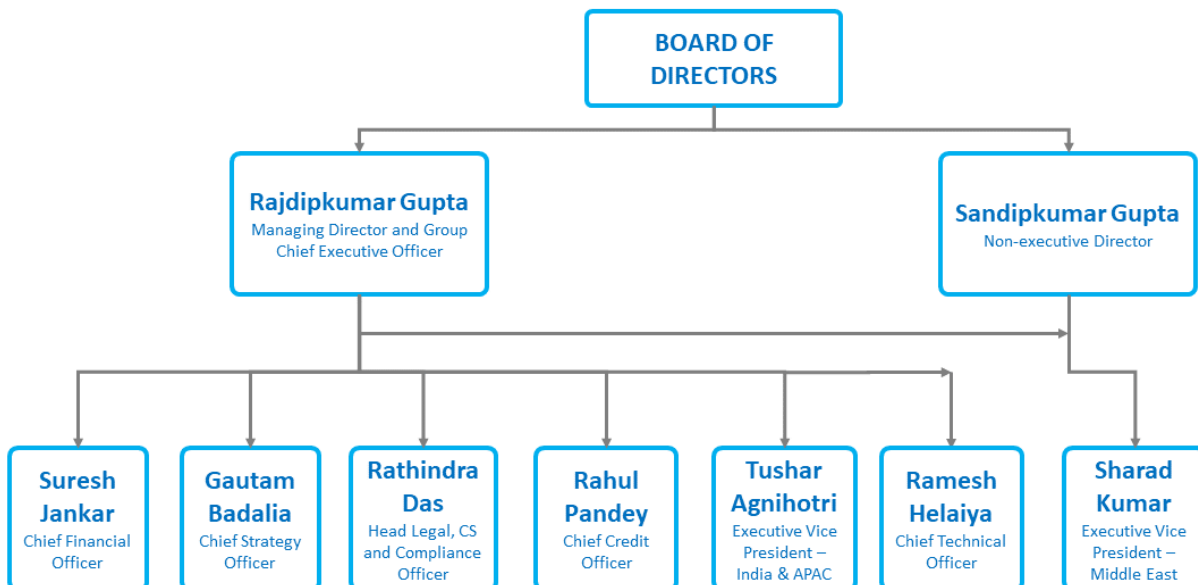 BOARD OF
DIRECTORS
Rajdipkumar Gupta
Managing Director and Group
Chief Executive Officer
Sandipkumar Gupta
Non-executive Director
Suresh
Jankar
Chief Financial
Officer
Gautam
Badalia
Chief Strategy
Officer
Rathindra
Das
Head Legal, CS
and Compliance
Officer
Rahul
Pandey
Chief Credit
Officer
Tushar
Agnihotri
Executive Vice
President –
India & APAC
Ramesh
Helaiya
Chief Technical
Officer
Sharad
Kumar
Executive Vice
President –
Middle East